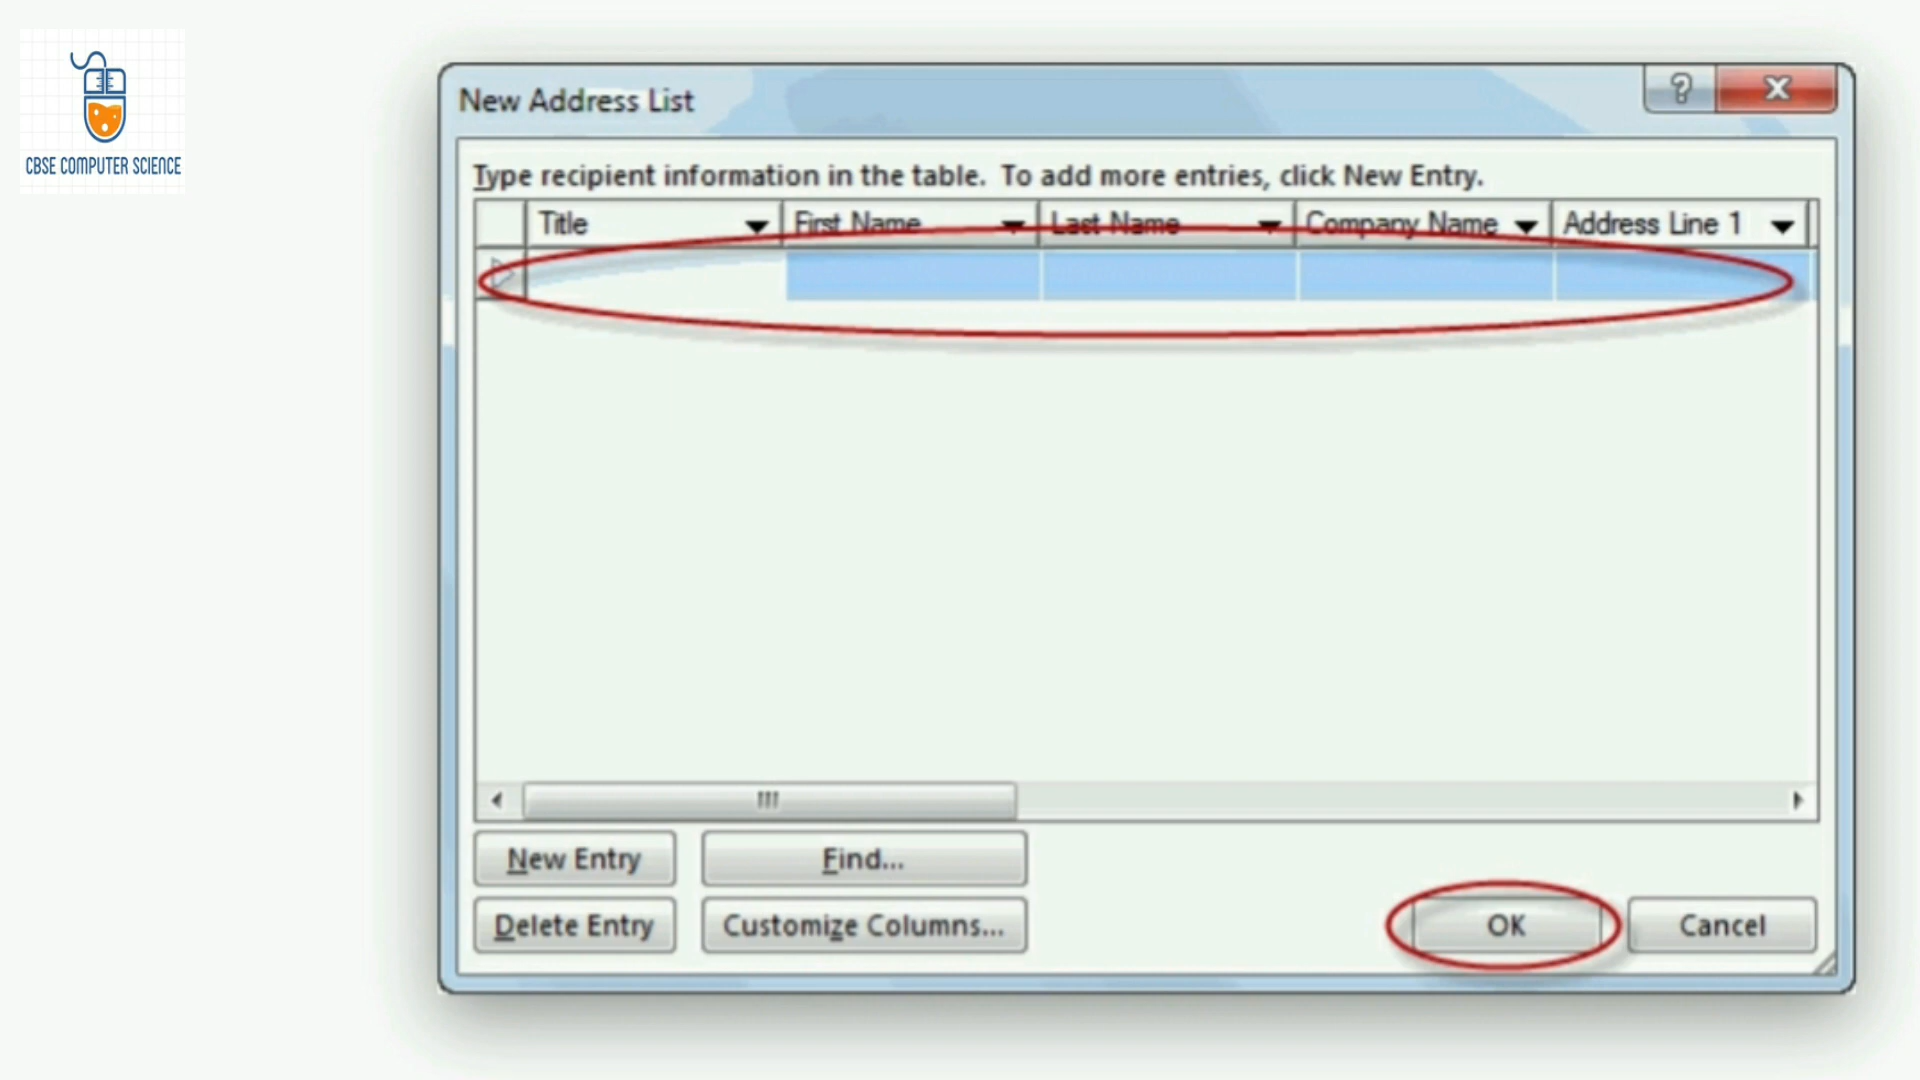 CBSE COMPUTER SCIENCE
New Address List
Type recipient information in the table. To add more entries, click New Entry.
Title First Name Last Name Company Name Address Line 1
New Entry Find...
Delete Entry Customize Columns... OK Cancel